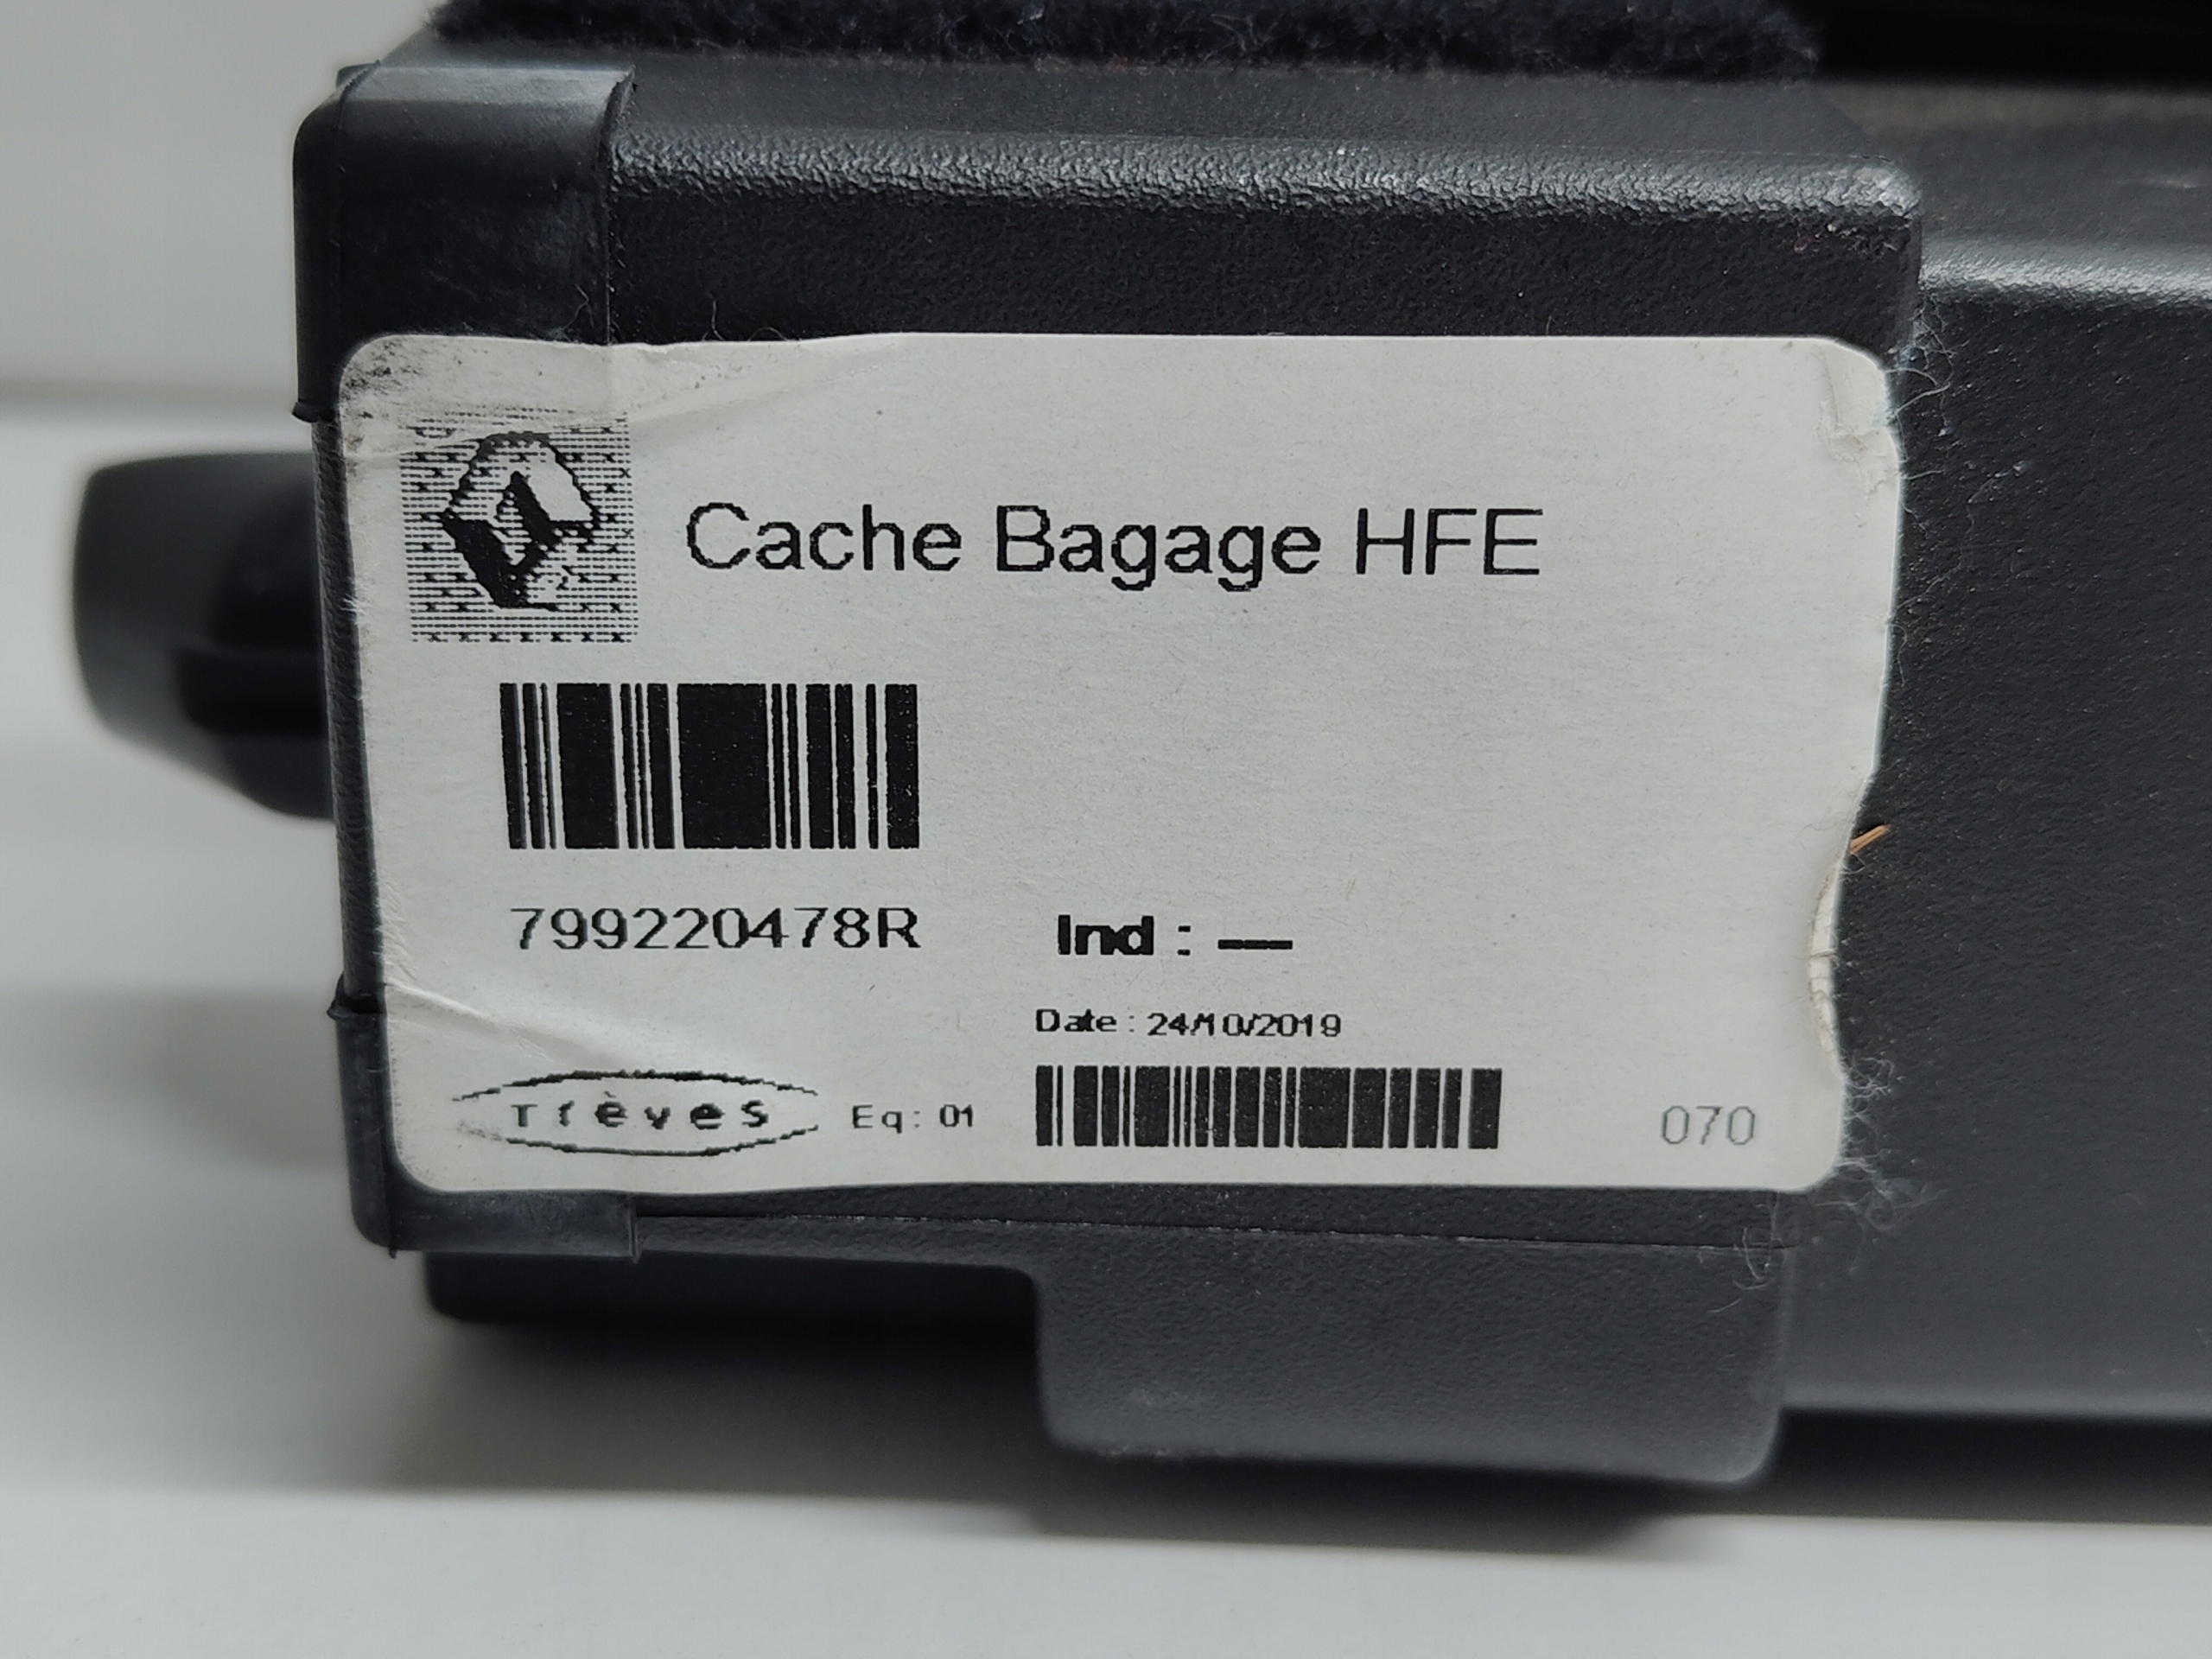 Cache Bagage HFE
799220478R
Ind : —
Date : 24/10/2019
Trèves
Eq: 01
070